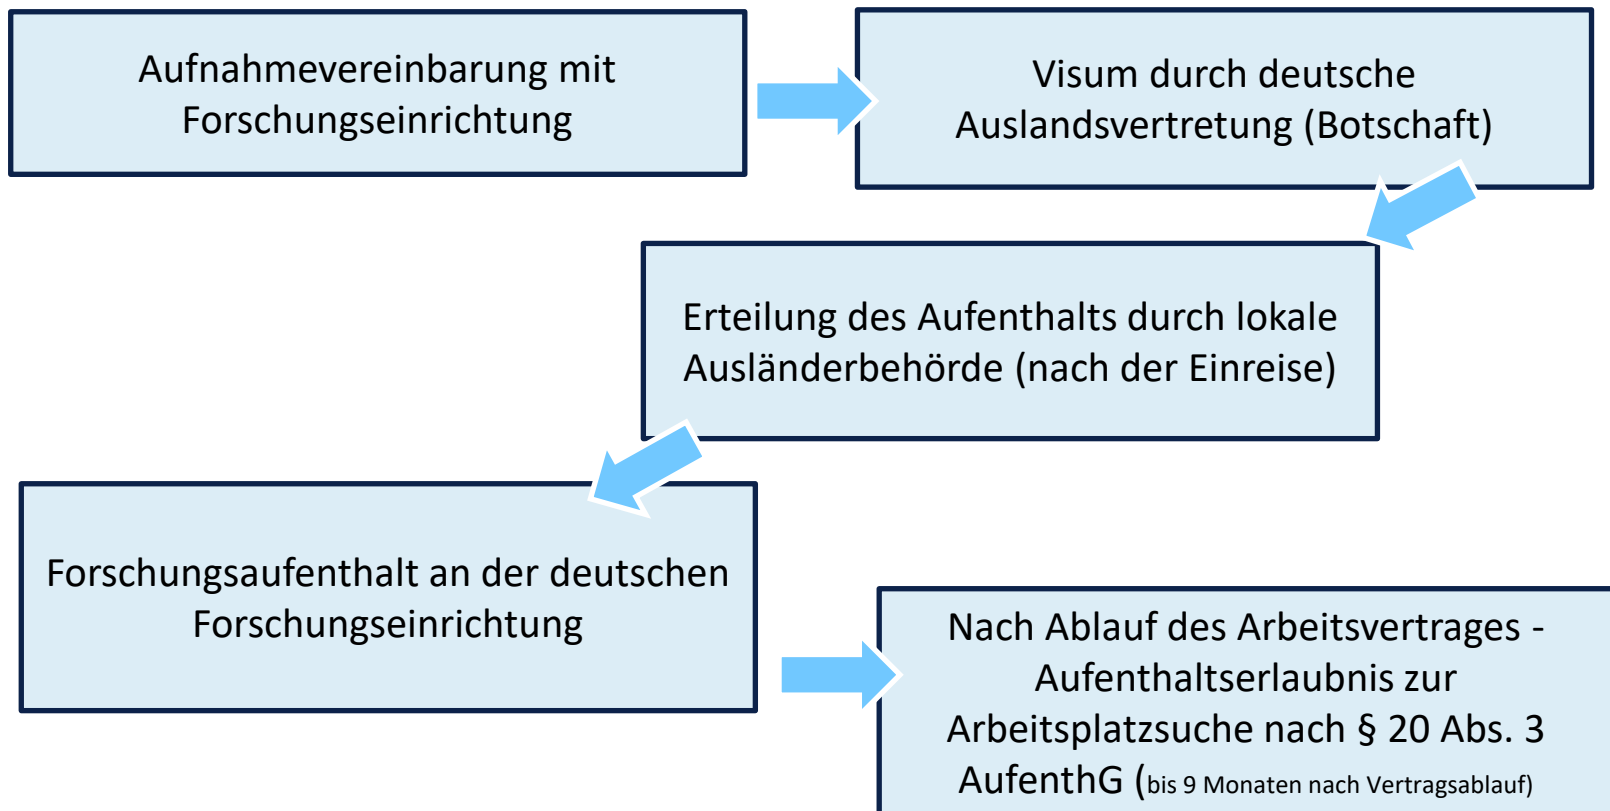 Aufnahmevereinbarung mit
Forschungseinrichtung
Visum durch deutsche
Auslandsvertretung (Botschaft)
Erteilung des Aufenthalts durch lokale
Ausländerbehörde (nach der Einreise)
Forschungsaufenthalt an der deutschen
Forschungseinrichtung
Nach Ablauf des Arbeitsvertrages -
Aufenthaltserlaubnis zur
Arbeitsplatzsuche nach § 20 Abs. 3
AufenthG (bis 9 Monaten nach Vertragsablauf)